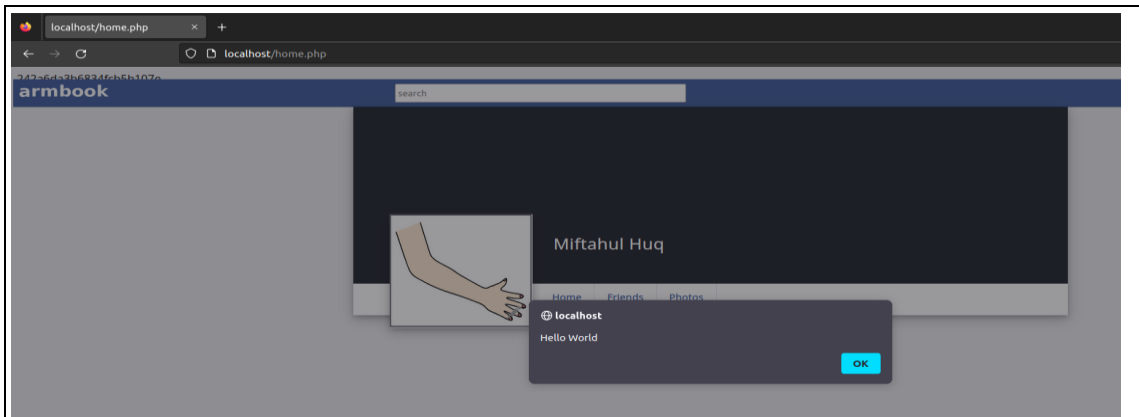 localhost/home.php
localhost/home.php
armbook
search
Miftahul Huq
Home Friends Photos
localhost
Hello World
OK